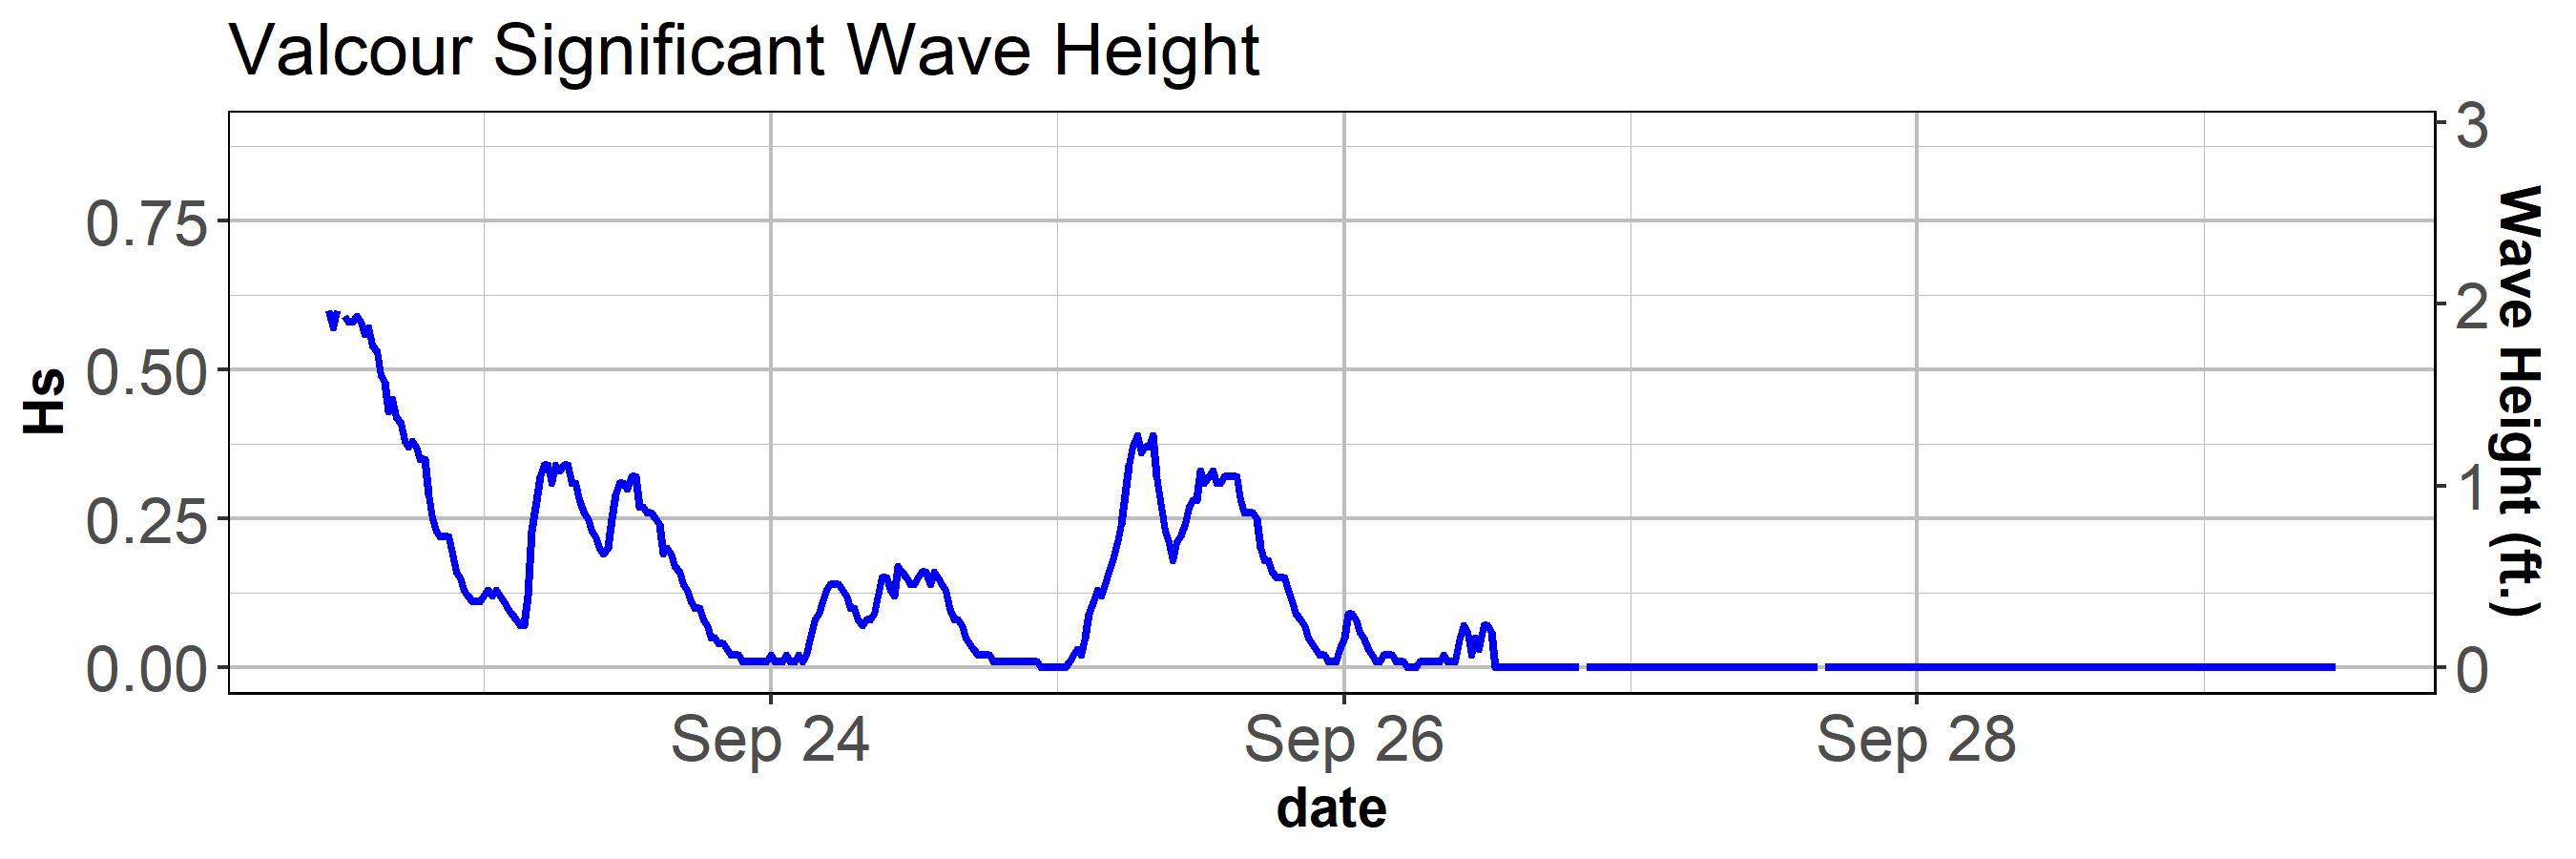 Valcour Significant Wave Height
Hs
0.75
0.50
0.25
0.00
3
2
1
0
Wave Height (ft.)
Sep 24
Sep 26
Sep 28
date